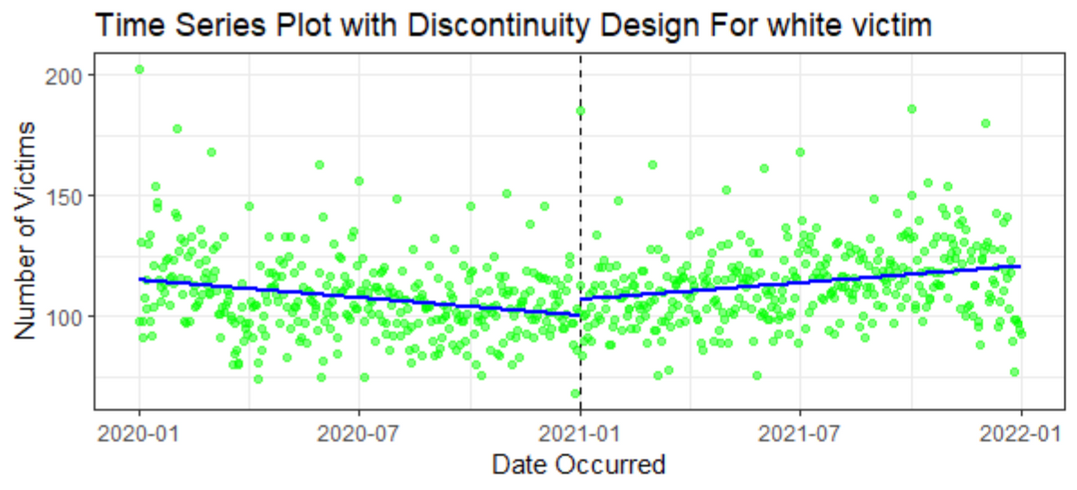 Time Series Plot with Discontinuity Design For white victim
200
150
100
Number of Victims
2020-01 2020-07 2021-01 2021-07 2022-01
Date Occurred